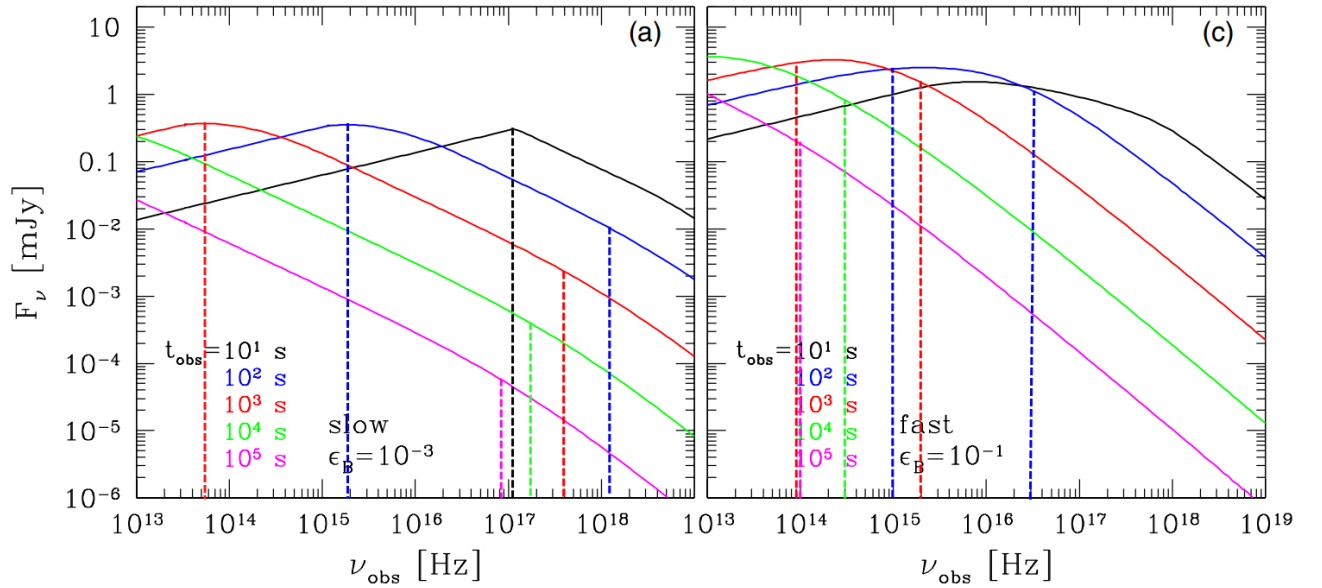 (a)
(c)
F_ν [mJy]
10
1
0.1
10⁻²
10⁻³
10⁻⁴
10⁻⁵
10⁻⁶
t_obs=10¹ s
10² s
10³ s
10⁴ s
10⁵ s
slow
ϵ_B=10⁻³
t_obs=10¹ s
10² s
10³ s
10⁴ s
10⁵ s
fast
ϵ_B=10⁻¹
10¹³ 10¹⁴ 10¹⁵ 10¹⁶ 10¹⁷ 10¹⁸ 10¹³ 10¹⁴ 10¹⁵ 10¹⁶ 10¹⁷ 10¹⁸ 10¹⁹
ν_obs [Hz]
ν_obs [Hz]